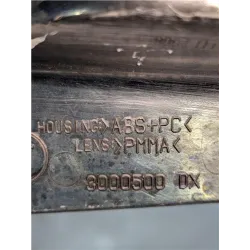 HOUSING>ABS+PC<
LENS>PMMA<
3000500 DX